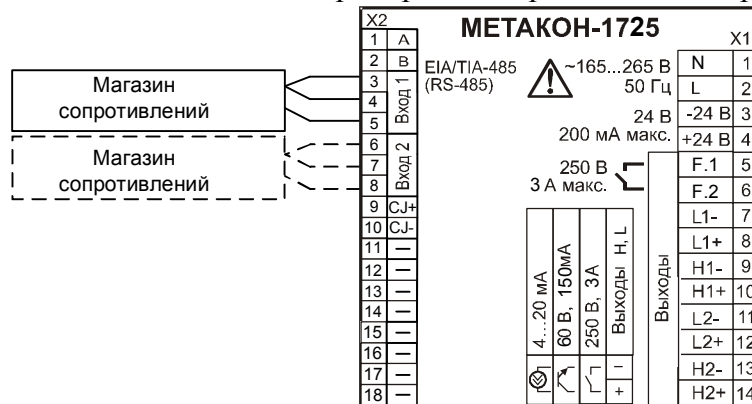 МЕТАКОН-1725
X2
1 A
2 B
3
4
5
Вход 1
6
7
8
Вход 2
9 CJ+
10 CJ-
11 –
12 –
13 –
14 –
15 –
16 –
17 –
18 –
Магазин
сопротивлений
Магазин
сопротивлений
EIA/TIA-485
(RS-485)
~165...265 В
50 Гц
24 В
200 мА макс.
250 В
3 А макс.
4...20 мА
60 В, 150мА
250 В, 3А
Выходы H, L
–
+
Выходы
X1
N 1
L 2
-24 В 3
+24 В 4
F.1 5
F.2 6
L1- 7
L1+ 8
H1- 9
H1+ 10
L2- 11
L2+ 12
H2- 13
H2+ 14